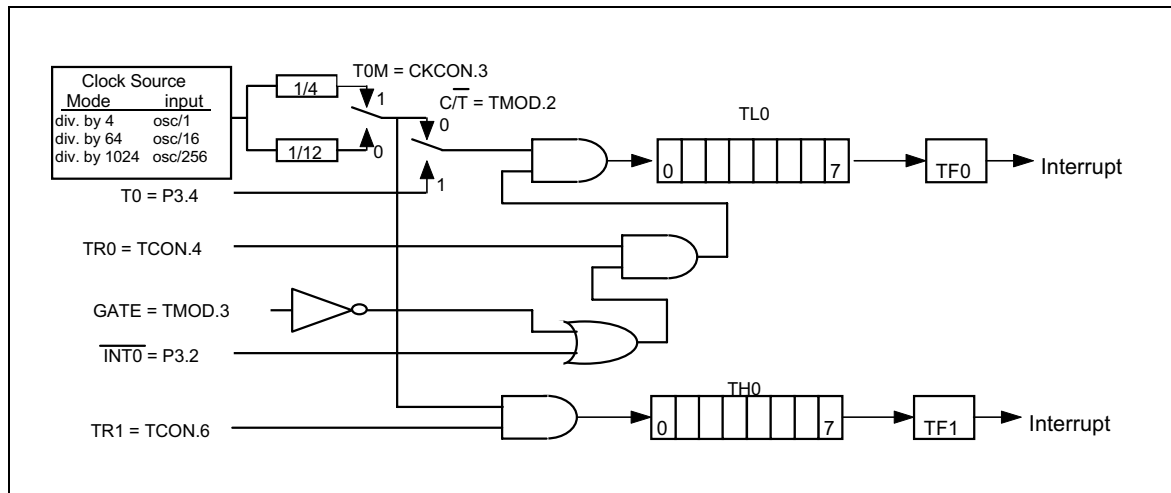 Clock Source
Mode input
div. by 4 osc/1
div. by 64 osc/16
div. by 1024 osc/256
1/4
1/12
T0M = CKCON.3
1
0
C/T̅ = TMOD.2
0
1
T0 = P3.4
TR0 = TCON.4
GATE = TMOD.3
I̅N̅T̅0̅ = P3.2
TR1 = TCON.6
TL0
0 7
TF0
Interrupt
TH0
0 7
TF1
Interrupt